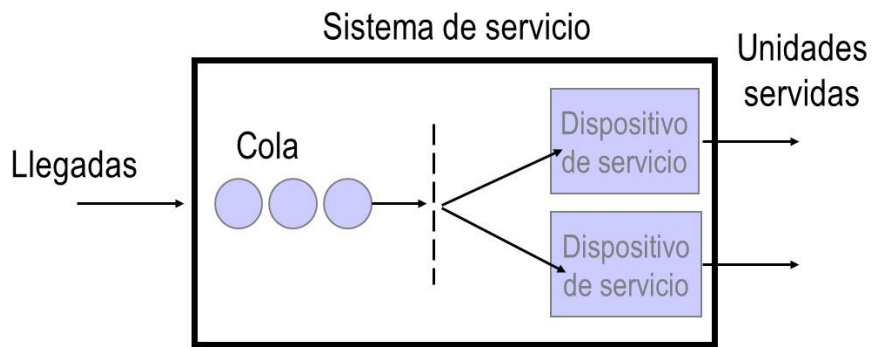 Sistema de servicio
Unidades
servidas
Llegadas
Cola
Dispositivo
de servicio
Dispositivo
de servicio